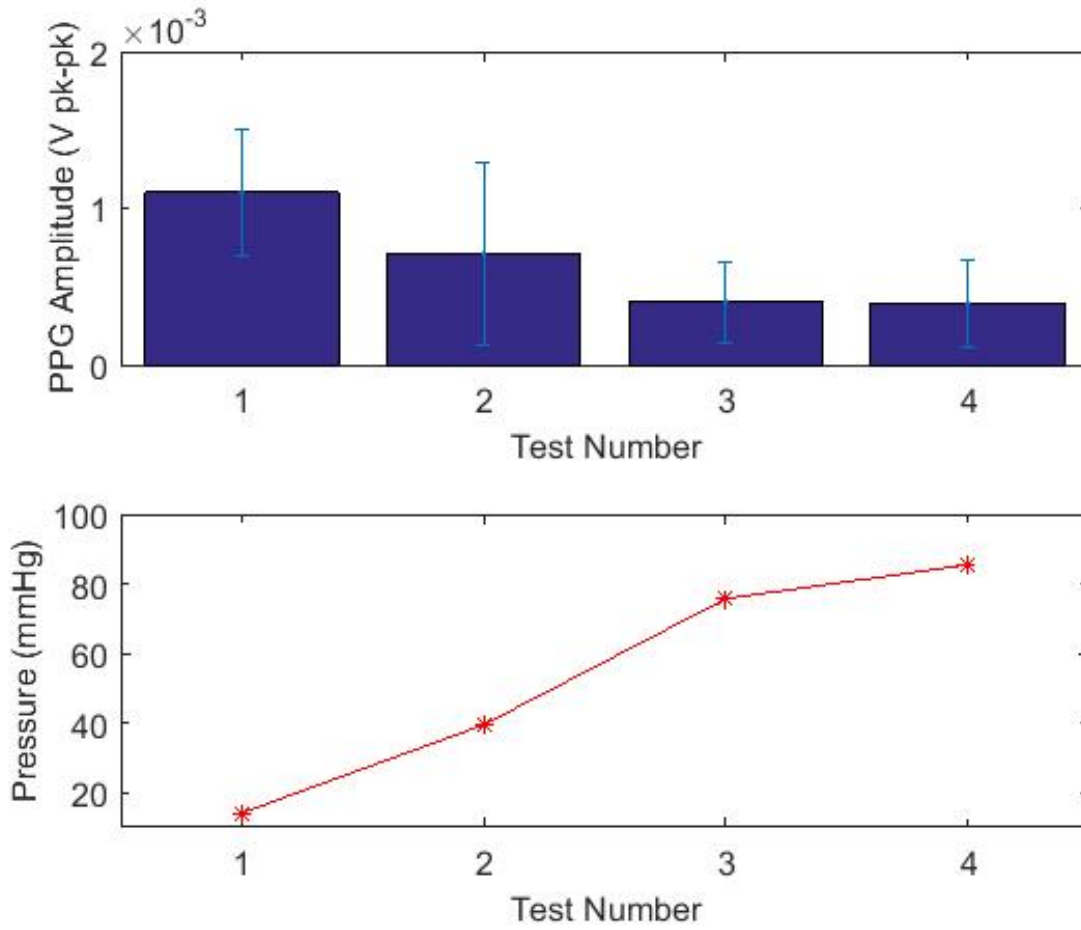 ×10-3
PPG Amplitude (V pk-pk)
2
1
0
1 2 3 4
Test Number
Pressure (mmHg)
100
80
60
40
20
1 2 3 4
Test Number